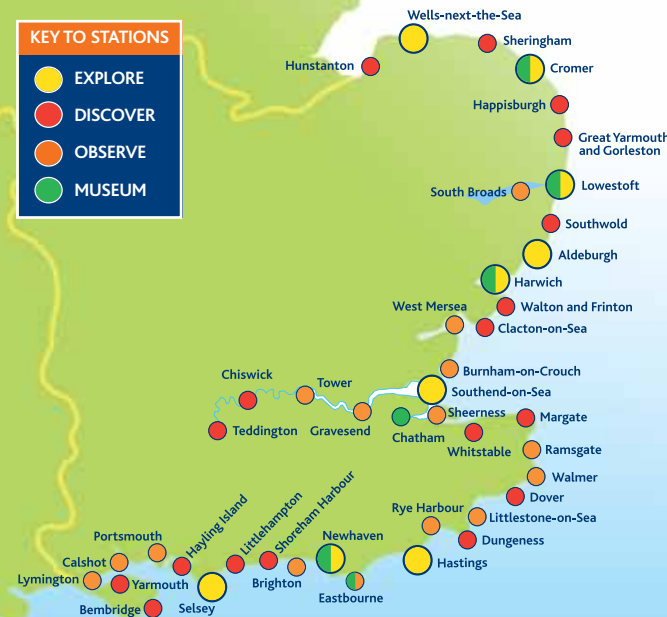 KEY TO STATIONS
EXPLORE
DISCOVER
OBSERVE
MUSEUM
Wells-next-the-Sea
Sheringham
Hunstanton
Cromer
Happisburgh
Great Yarmouth
and Gorleston
South Broads
Lowestoft
Southwold
Aldeburgh
Harwich
West Mersea
Walton and Frinton
Clacton-on-Sea
Burnham-on-Crouch
Chiswick
Tower
Southend-on-Sea
Sheerness
Margate
Teddington
Gravesend
Chatham
Whitstable
Ramsgate
Walmer
Dover
Rye Harbour
Littlestone-on-Sea
Dungeness
Hastings
Portsmouth
Hayling Island
Littlehampton
Shoreham Harbour
Newhaven
Calshot
Lymington
Yarmouth
Brighton
Eastbourne
Bembridge
Selsey